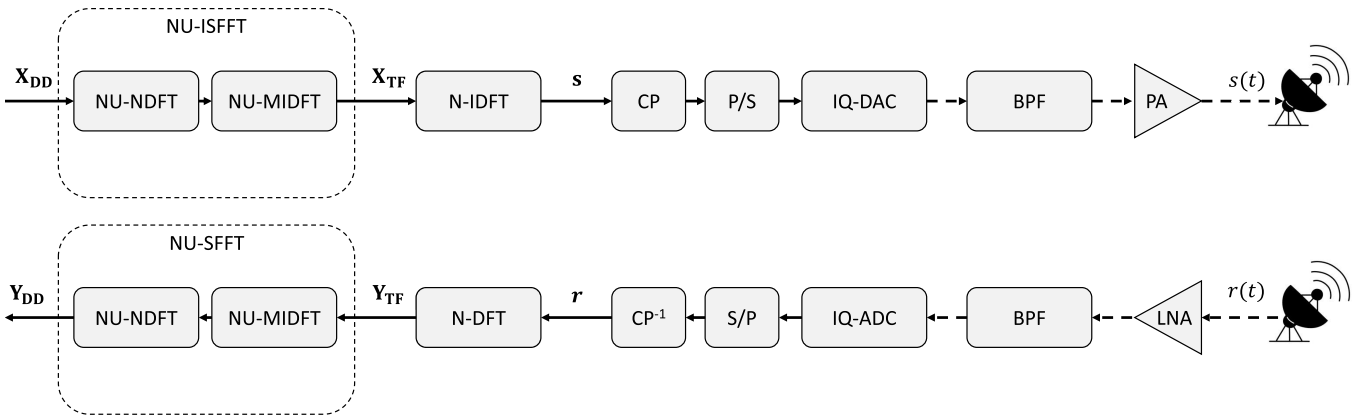 NU-ISFFT
X_DD NU-NDFT NU-MIDFT X_TF N-IDFT s CP P/S IQ-DAC BPF PA s(t)
NU-SFFT
Y_DD NU-NDFT NU-MIDFT Y_TF N-DFT r CP⁻¹ S/P IQ-ADC BPF LNA r(t)